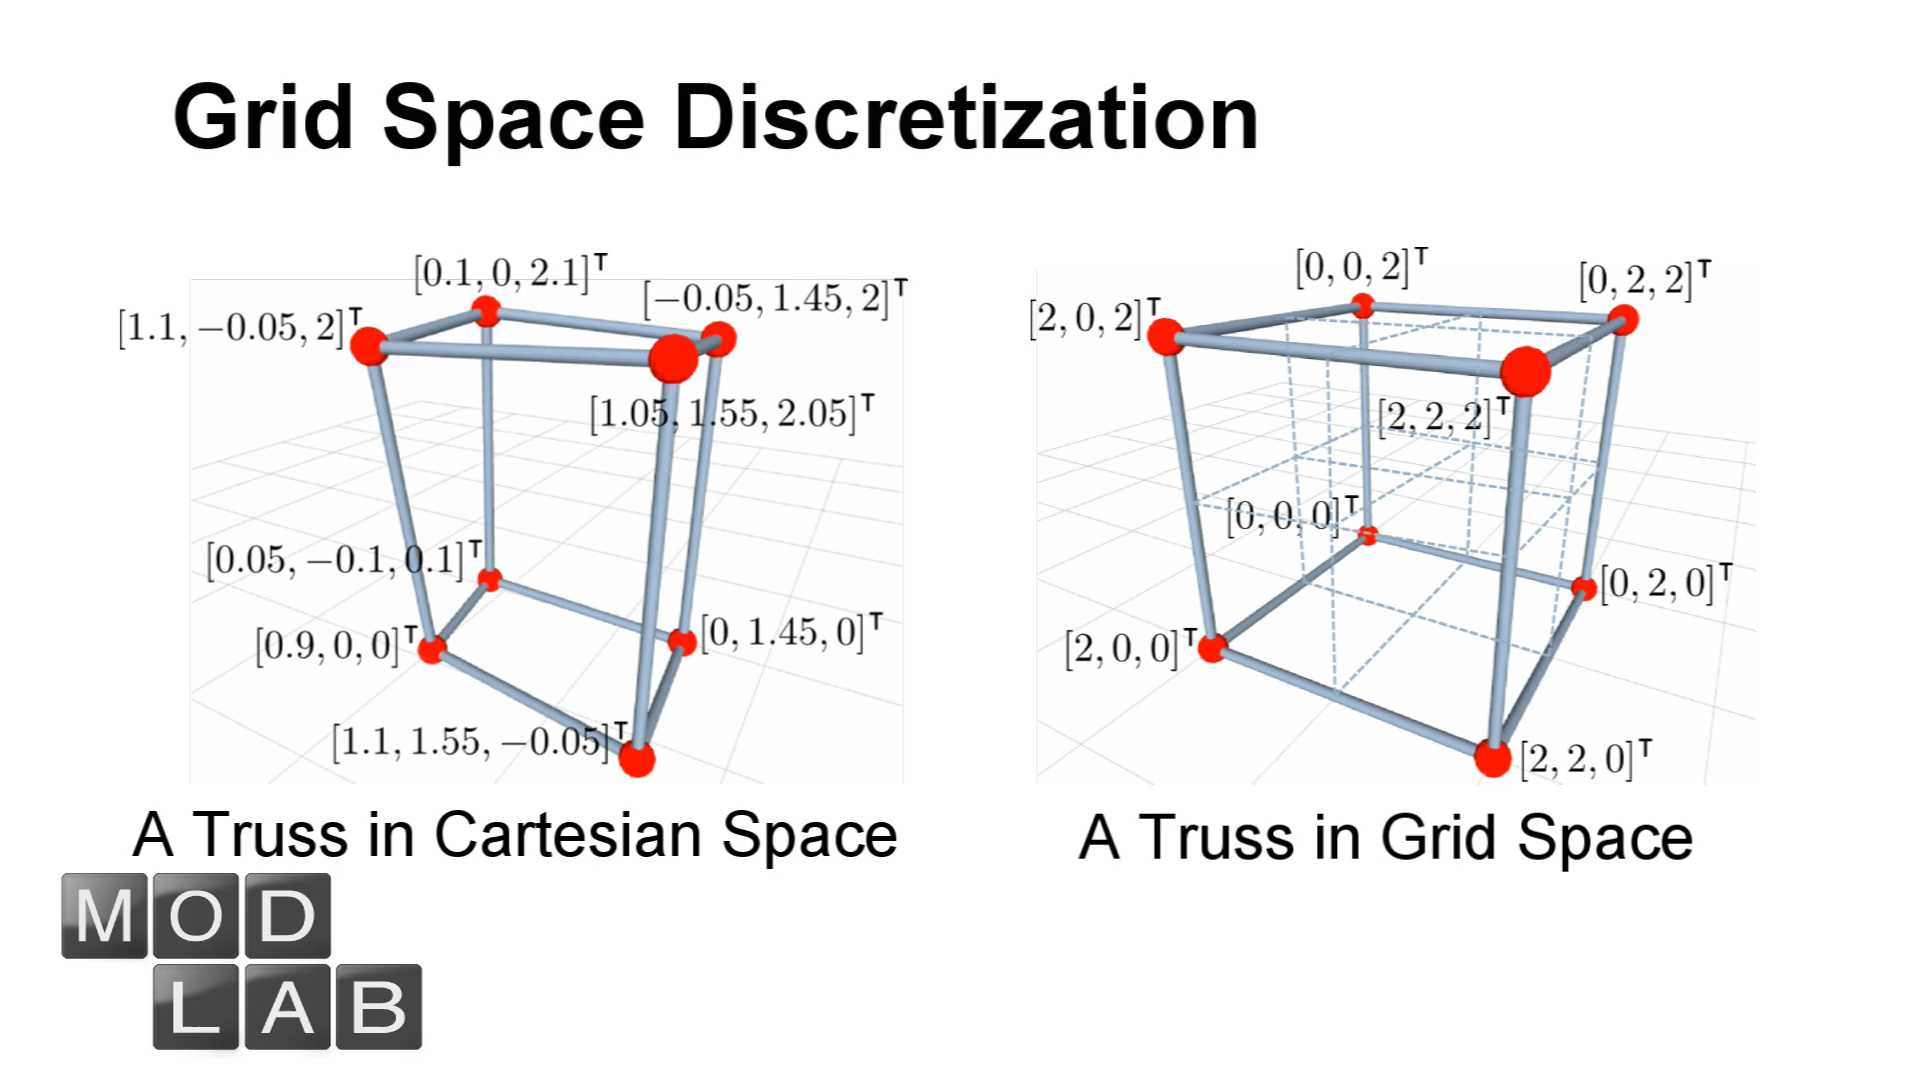 Grid Space Discretization
[0.1, 0, 2.1]ᵀ
[−0.05, 1.45, 2]ᵀ
[1.1, −0.05, 2]ᵀ
[1.05, 1.55, 2.05]ᵀ
[0.05, −0.1, 0.1]ᵀ
[0.9, 0, 0]ᵀ
[0, 1.45, 0]ᵀ
[1.1, 1.55, −0.05]ᵀ
A Truss in Cartesian Space
[0, 0, 2]ᵀ
[0, 2, 2]ᵀ
[2, 0, 2]ᵀ
[2, 2, 2]ᵀ
[0, 0, 0]ᵀ
[0, 2, 0]ᵀ
[2, 0, 0]ᵀ
[2, 2, 0]ᵀ
A Truss in Grid Space
MOD
LAB